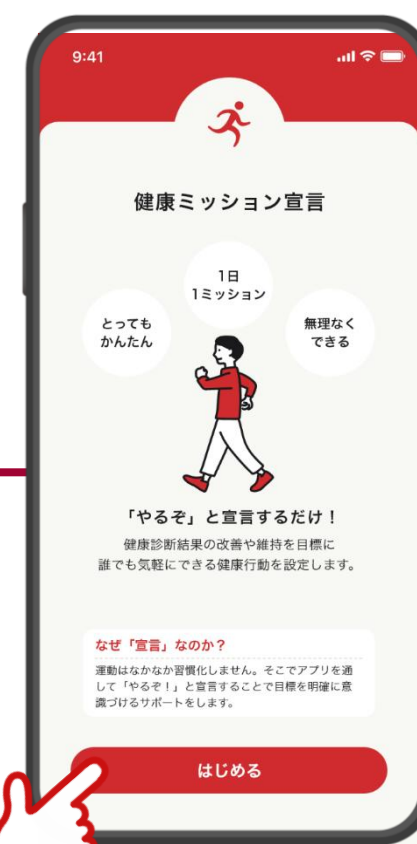 9:41
健康ミッション宣言
1日
1ミッション
とっても
かんたん
無理なく
できる
「やるぞ」と宣言するだけ！
健康診断結果の改善や維持を目標に
誰でも気軽にできる健康行動を設定します。
なぜ「宣言」なのか？
運動はなかなか習慣化しません。そこでアプリを通
して「やるぞ！」と宣言することで目標を明確に意
識づけるサポートをします。
はじめる